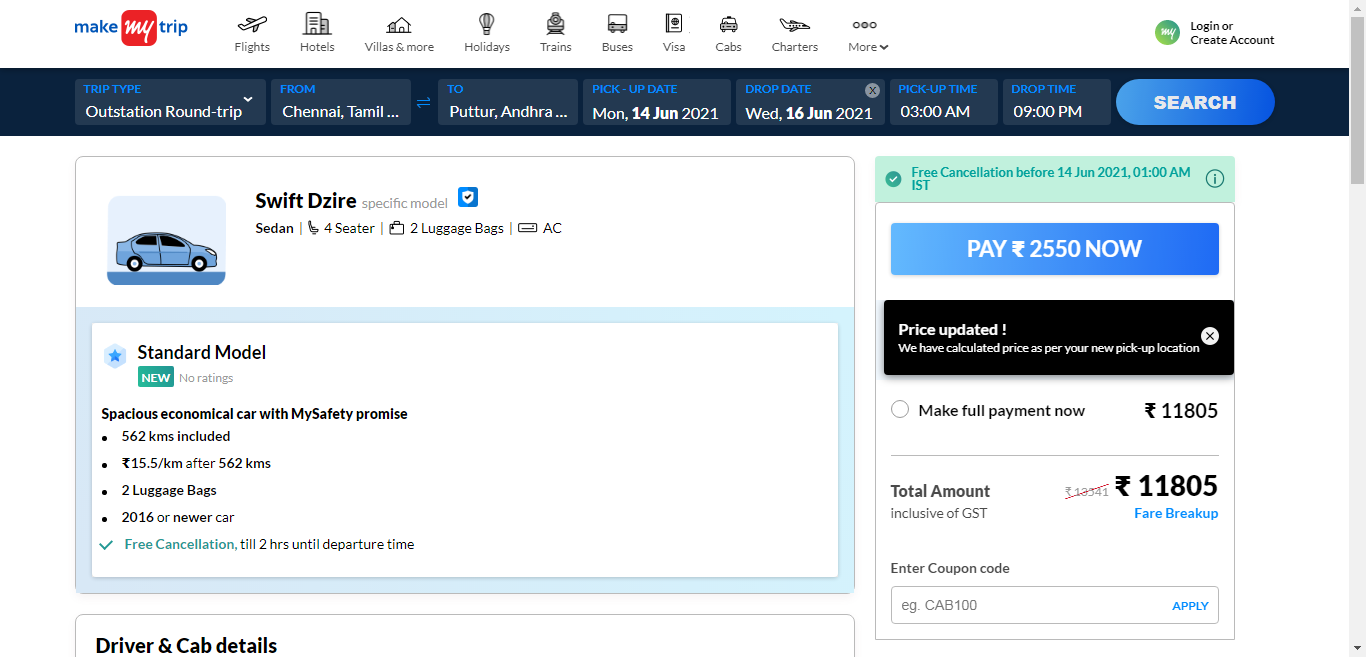 make my trip
Flights
Hotels
Villas & more
Holidays
Trains
Buses
Visa
Cabs
Charters
More
my
Login or
Create Account
TRIP TYPE
Outstation Round-trip
FROM
Chennai, Tamil ...
TO
Puttur, Andhra ...
PICK - UP DATE
Mon, 14 Jun 2021
DROP DATE
Wed, 16 Jun 2021
PICK-UP TIME
03:00 AM
DROP TIME
09:00 PM
SEARCH
Swift Dzire specific model
Sedan | 4 Seater | 2 Luggage Bags | AC
Standard Model
NEW No ratings
Spacious economical car with MySafety promise
562 kms included
₹15.5/km after 562 kms
2 Luggage Bags
2016 or newer car
Free Cancellation, till 2 hrs until departure time
Driver & Cab details
Free Cancellation before 14 Jun 2021, 01:00 AM
IST
PAY ₹ 2550 NOW
Price updated !
We have calculated price as per your new pick-up location
Make full payment now ₹ 11805
Total Amount ₹ 13541 ₹ 11805
inclusive of GST Fare Breakup
Enter Coupon code
eg. CAB100 APPLY